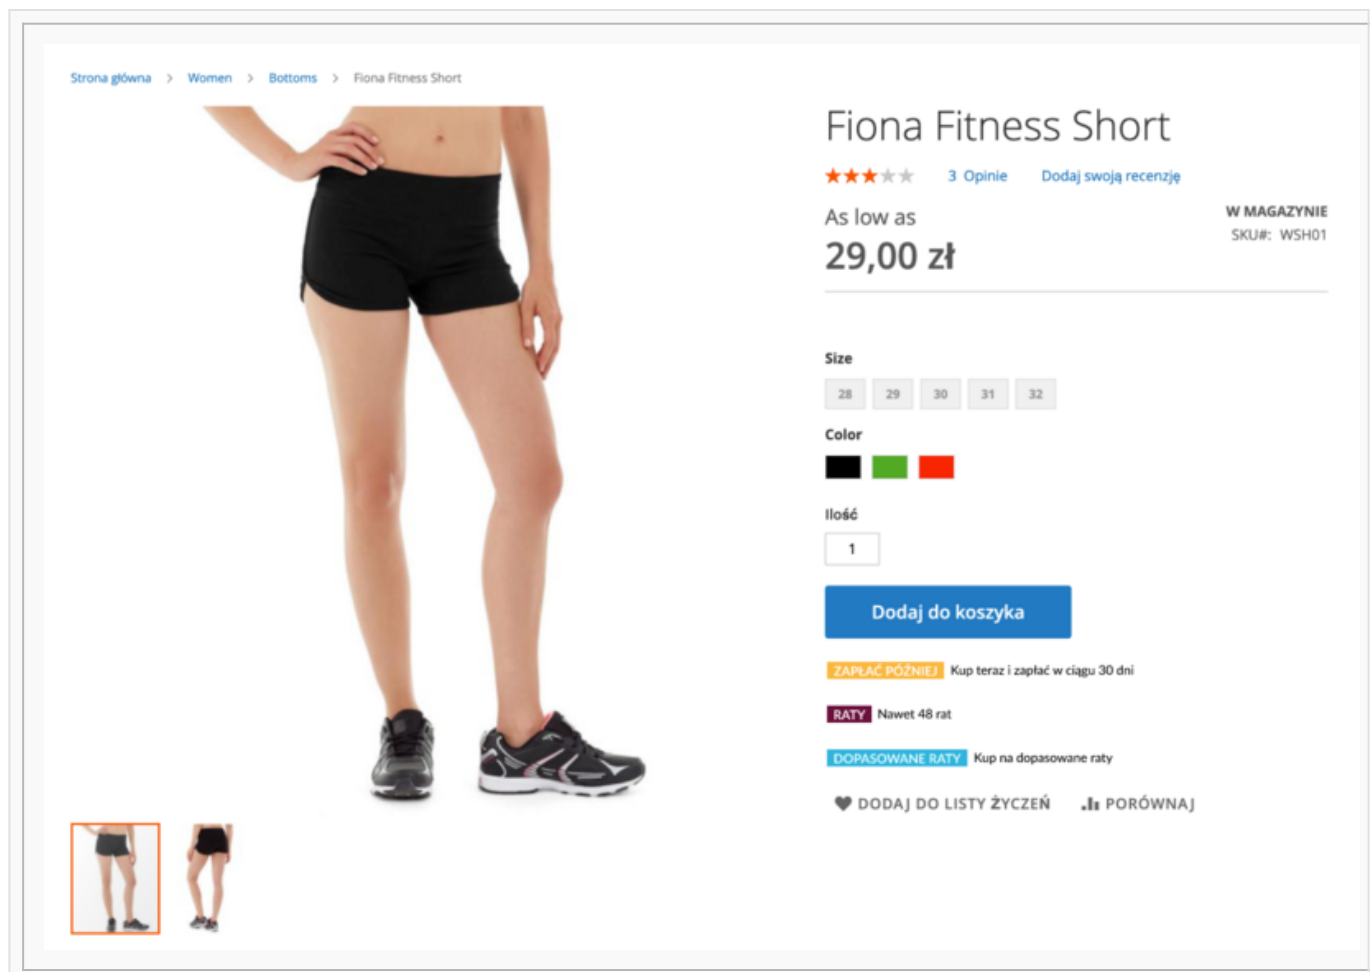 Strona główna > Women > Bottoms > Fiona Fitness Short
Fiona Fitness Short
3 Opinie Dodaj swoją recenzję
As low as
29,00 zł
W MAGAZYNIE
SKU#: WSH01
Size
28 29 30 31 32
Color
Ilość
1
Dodaj do koszyka
ZAPŁAĆ PÓŹNIEJ Kup teraz i zapłać w ciągu 30 dni
RATY Nawet 48 rat
DOPASOWANE RATY Kup na dopasowane raty
DODAJ DO LISTY ŻYCZEŃ PORÓWNAJ